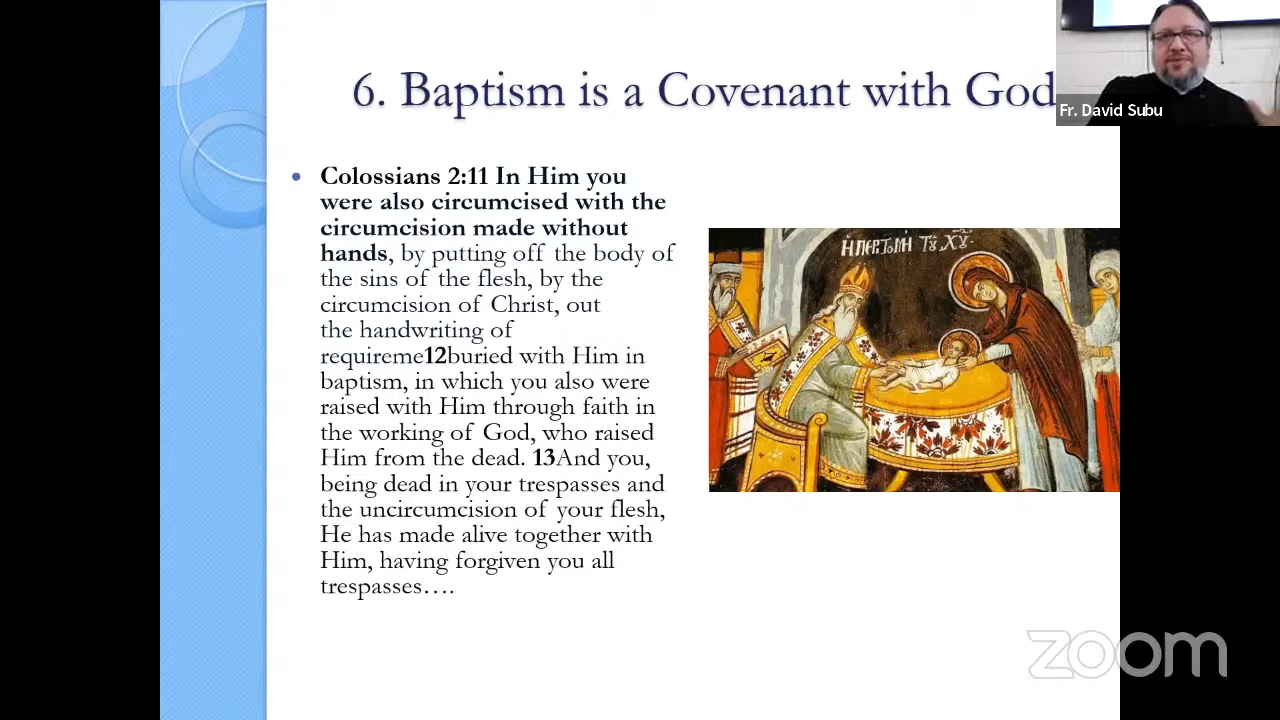 6. Baptism is a Covenant with God
Fr. David Subu
• Colossians 2:11 In Him you
were also circumcised with the
circumcision made without
hands, by putting off the body of
the sins of the flesh, by the
circumcision of Christ, out
the handwriting of
requireme12buried with Him in
baptism, in which you also were
raised with Him through faith in
the working of God, who raised
Him from the dead. 13And you,
being dead in your trespasses and
the uncircumcision of your flesh,
He has made alive together with
Him, having forgiven you all
trespasses….
Ἡ ΠΕΡΙΤΟΜΗ ΤΟΥ ΧΥ
zoom